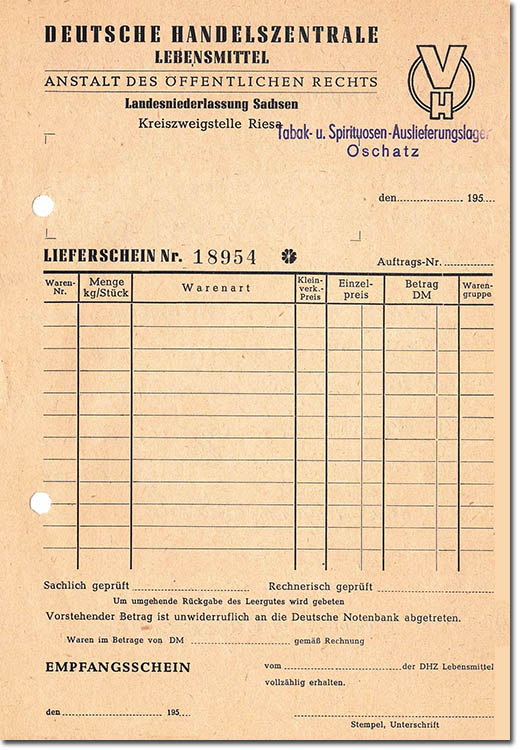 DEUTSCHE HANDELSZENTRALE
LEBENSMITTEL
ANSTALT DES ÖFFENTLICHEN RECHTS
Landesniederlassung Sachsen
Kreiszweigstelle Riesa
Tabak- u. Spirituosen-Auslieferungslager
Oschatz
VH
den.................... 195....
LIEFERSCHEIN Nr. 18954
Auftrags-Nr. ...............
Waren-Nr. Menge kg/Stück Warenart Klein-verk.-Preis Einzel-preis Betrag DM Waren-gruppe
Sachlich geprüft ........................ Rechnerisch geprüft ........................
Um umgehende Rückgabe des Leergutes wird gebeten
Vorstehender Betrag ist unwiderruflich an die Deutsche Notenbank abgetreten.
Waren im Betrage von DM ........................ gemäß Rechnung
EMPFANGSSCHEIN
vom ........................ der DHZ Lebensmittel
vollzählig erhalten.
den ........................ 195....
Stempel, Unterschrift